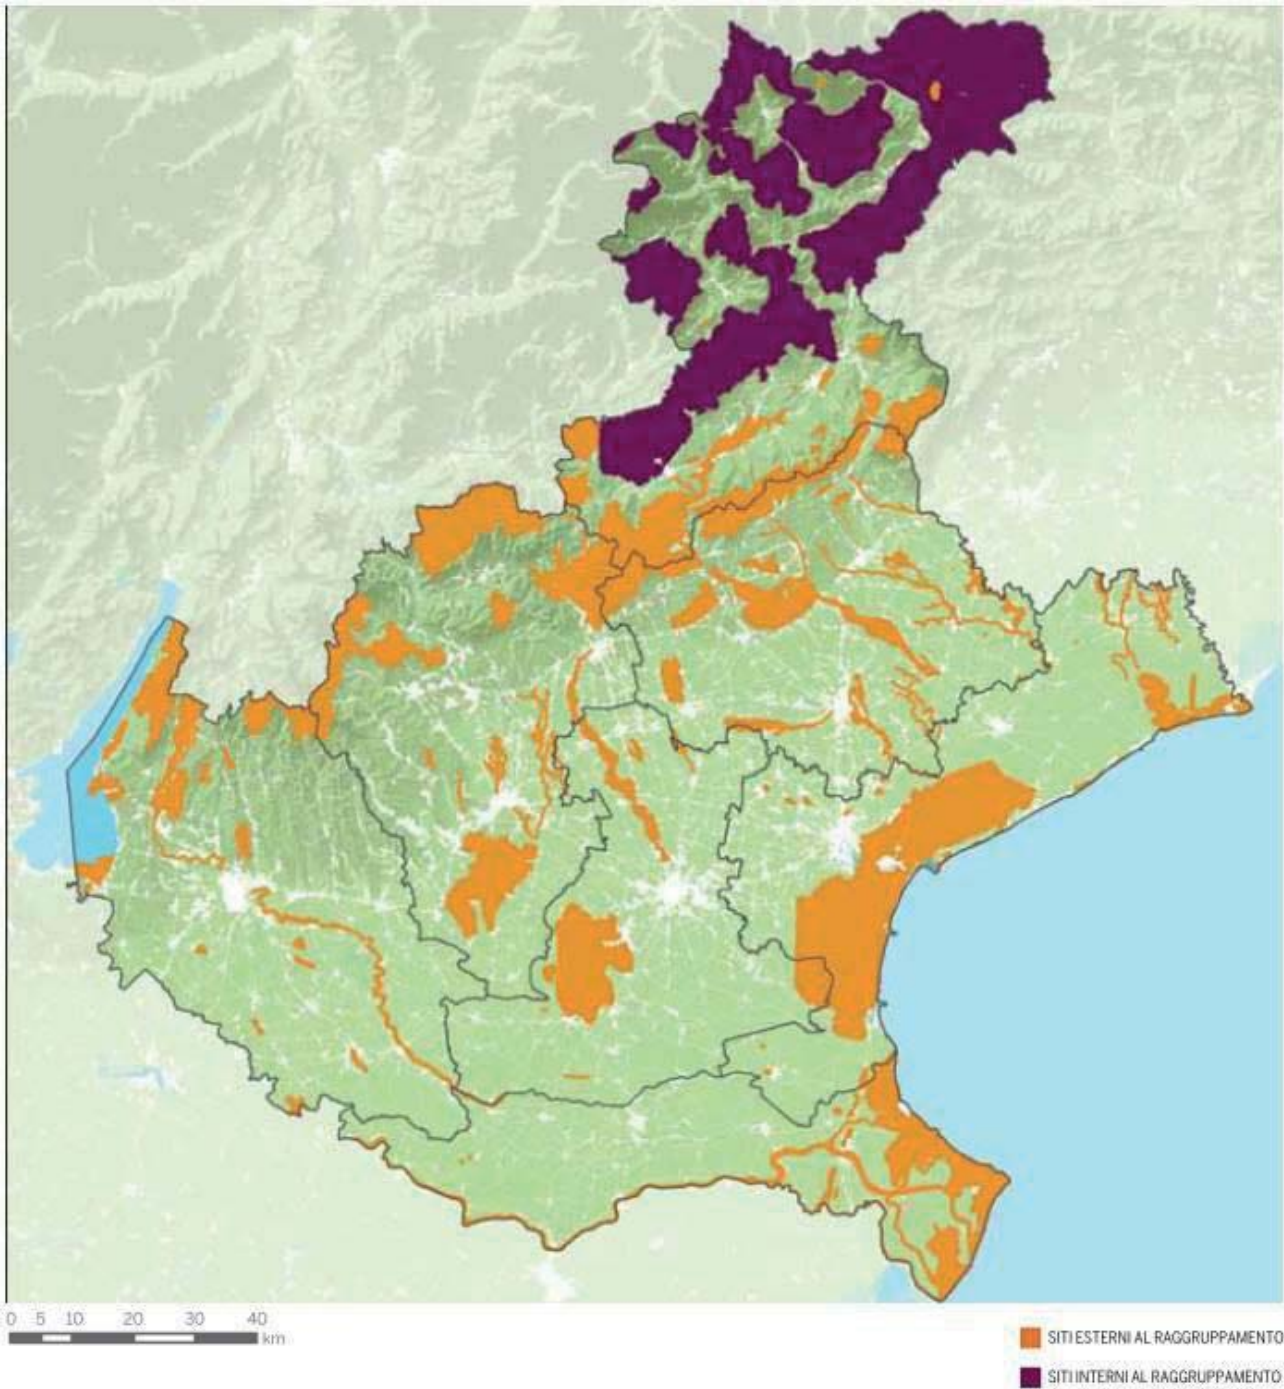 0 5 10 20 30 40
km
SITI ESTERNI AL RAGGRUPPAMENTO
SITI INTERNI AL RAGGRUPPAMENTO